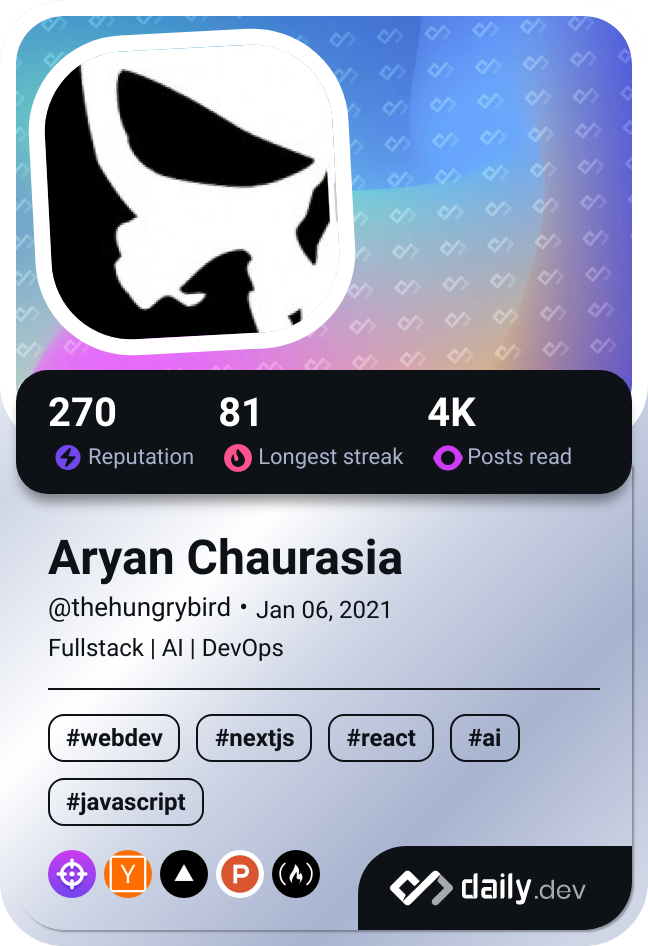 270 81 4K
Reputation Longest streak Posts read
Aryan Chaurasia
@thehungrybird • Jan 06, 2021
Fullstack | AI | DevOps
#webdev #nextjs #react #ai
#javascript
Y P
daily.dev